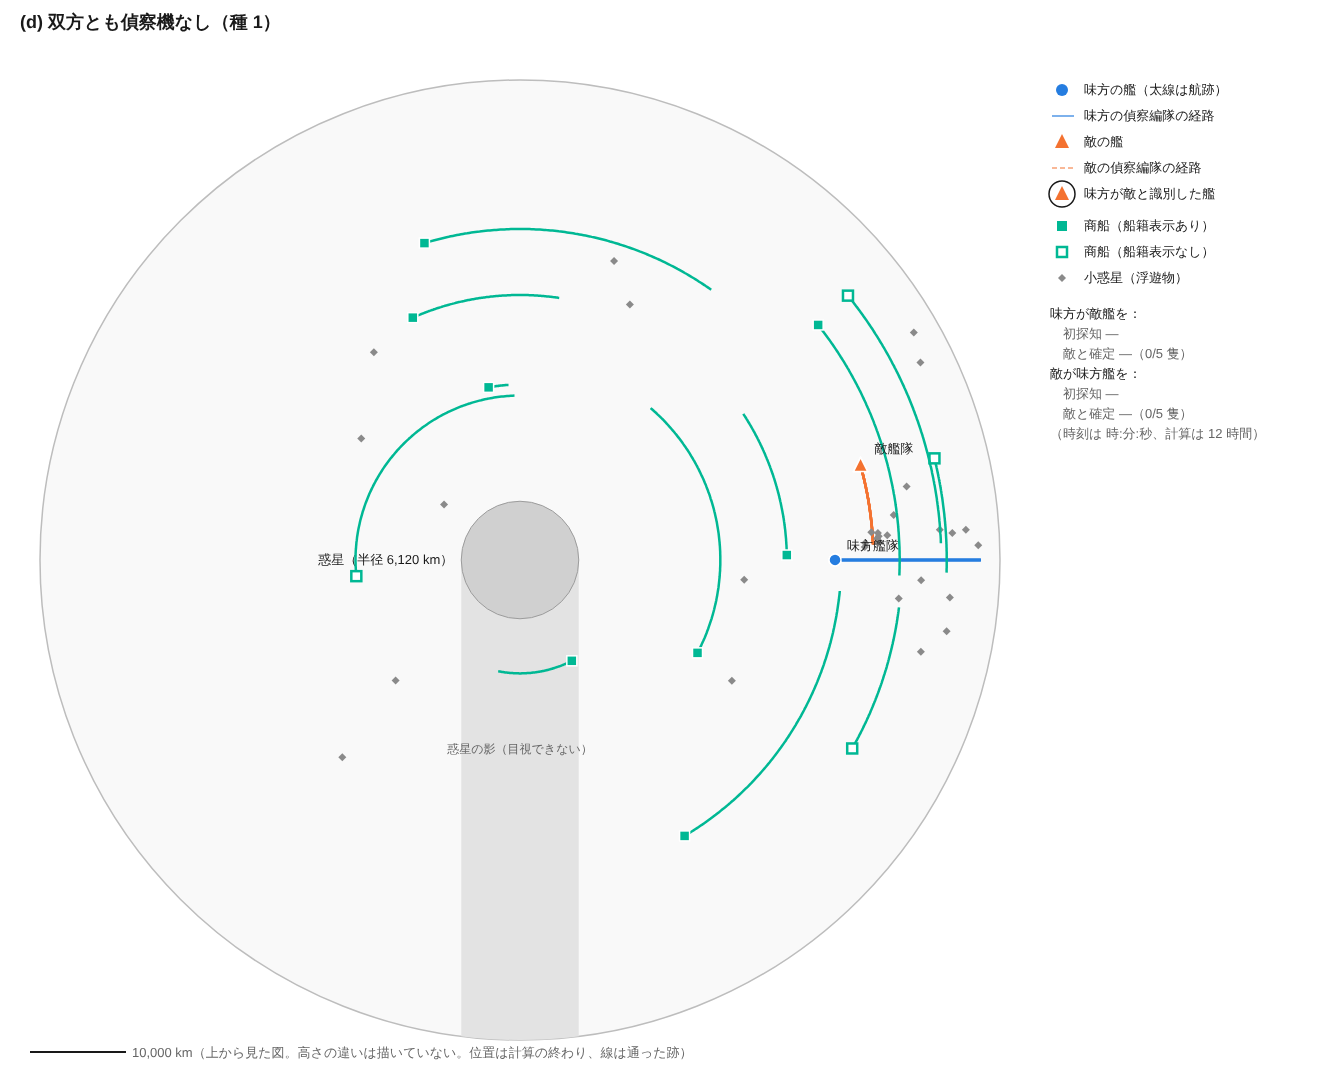 (d) 双方とも偵察機なし（種 1）
味方の艦（太線は航跡）
味方の偵察編隊の経路
敵の艦
敵の偵察編隊の経路
味方が敵と識別した艦
商船（船籍表示あり）
商船（船籍表示なし）
小惑星（浮遊物）
味方が敵艦を：
初探知 —
敵と確定 —（0/5 隻）
敵が味方艦を：
初探知 —
敵と確定 —（0/5 隻）
（時刻は 時:分:秒、計算は 12 時間）
敵艦隊
味方艦隊
惑星（半径 6,120 km）
惑星の影（目視できない）
10,000 km（上から見た図。高さの違いは描いていない。位置は計算の終わり、線は通った跡）